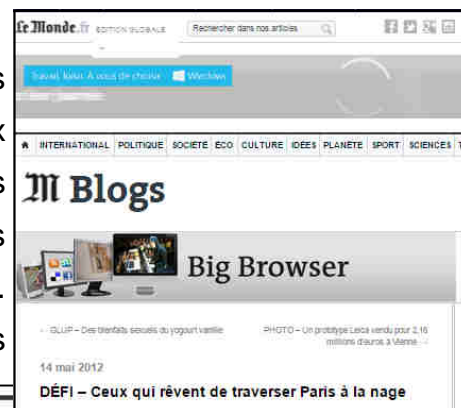 Le Monde.fr EDITION GLOBALE Rechercher dans nos articles
Travail, loisir. À vous de choisir. Windows
INTERNATIONAL POLITIQUE SOCIÉTÉ ÉCO CULTURE IDÉES PLANÈTE SPORT SCIENCES
M Blogs
Big Browser
← GLUP – Des bienfaits sexuels du yogourt vanille
PHOTO – Un prototype Leica vendu pour 2,16
millions d'euros à Vienne →
14 mai 2012
DÉFI – Ceux qui rêvent de traverser Paris à la nage
s
x
s
s
.
s